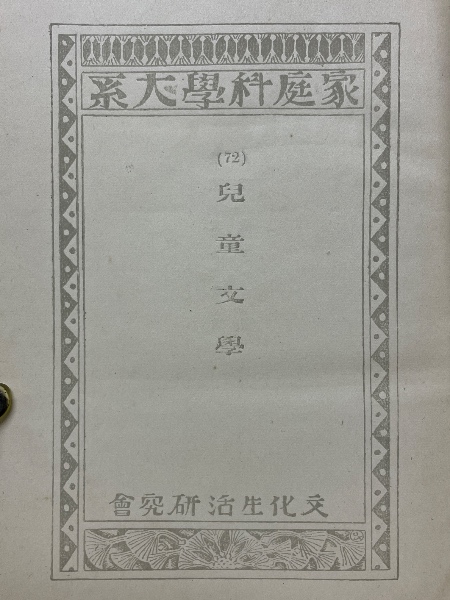 家庭科學大系
(72)
兒童文學
文化生活研究會